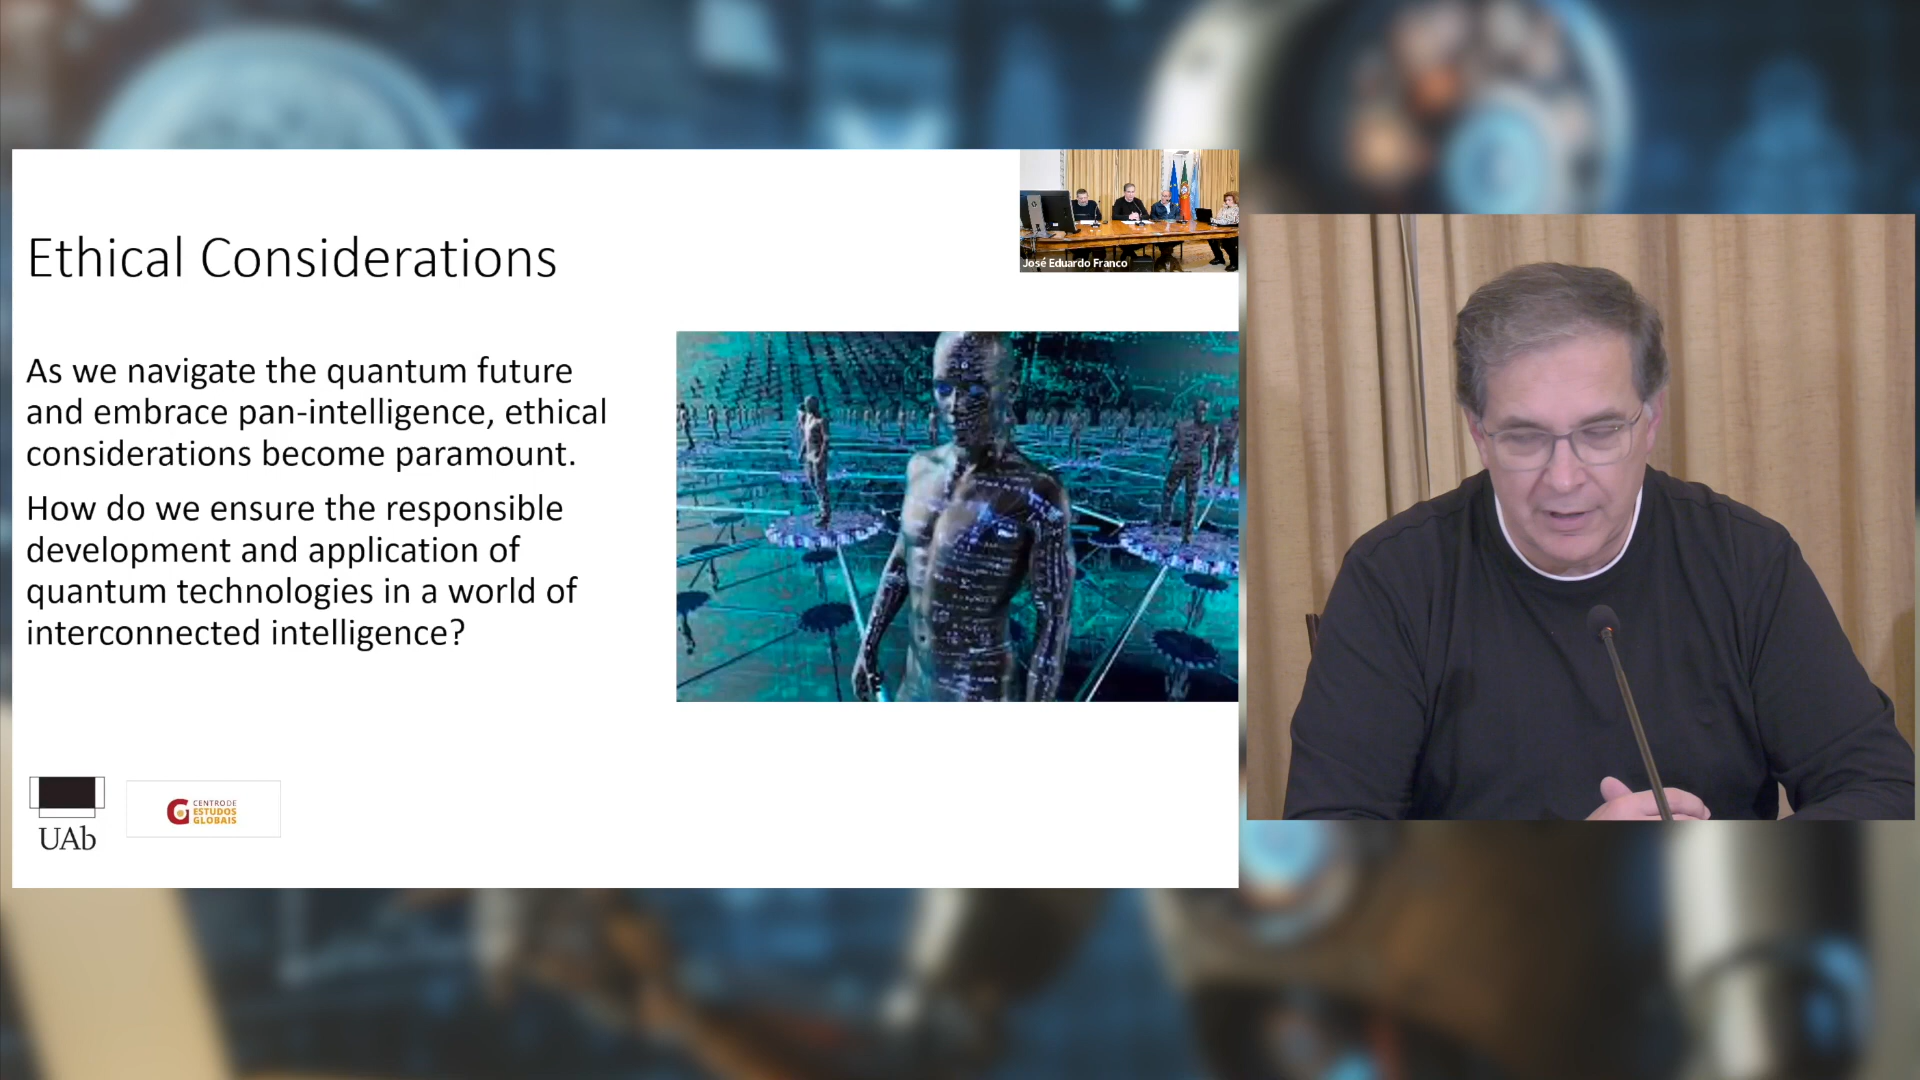 Ethical Considerations
José Eduardo Franco
As we navigate the quantum future
and embrace pan-intelligence, ethical
considerations become paramount.
How do we ensure the responsible
development and application of
quantum technologies in a world of
interconnected intelligence?
UAb
CENTRO DE
ESTUDOS
GLOBAIS